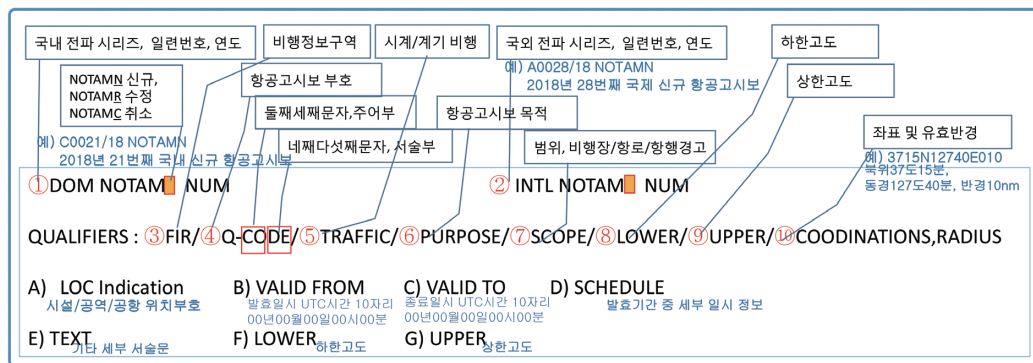 국내 전파 시리즈, 일련번호, 연도
비행정보구역
시계/계기 비행
국외 전파 시리즈, 일련번호, 연도
하한고도
예) A0028/18 NOTAMN
2018년 28번째 국제 신규 항공고시보
NOTAMN 신규,
NOTAMR 수정
NOTAMC 취소
항공고시보 부호
상한고도
둘째세째문자,주어부
항공고시보 목적
예) C0021/18 NOTAMN
2018년 21번째 국내 신규 항공고시보
네째다섯째문자, 서술부
범위, 비행장/항로/항행경고
좌표 및 유효반경
예) 3715N12740E010
북위37도15분,
동경127도40분, 반경10nm
①DOM NOTAM NUM
② INTL NOTAM NUM
QUALIFIERS : ③FIR/④Q-CODE/⑤TRAFFIC/⑥PURPOSE/⑦SCOPE/⑧LOWER/⑨UPPER/⑩COODINATIONS,RADIUS
A) LOC Indication
시설/공역/공항 위치부호
B) VALID FROM
발효일시 UTC시간 10자리
00년00월00일00시00분
C) VALID TO
종료일시 UTC시간 10자리
00년00월00일00시00분
D) SCHEDULE
발효기간 중 세부 일시 정보
E) TEXT
기타 세부 서술문
F) LOWER
하한고도
G) UPPER
상한고도